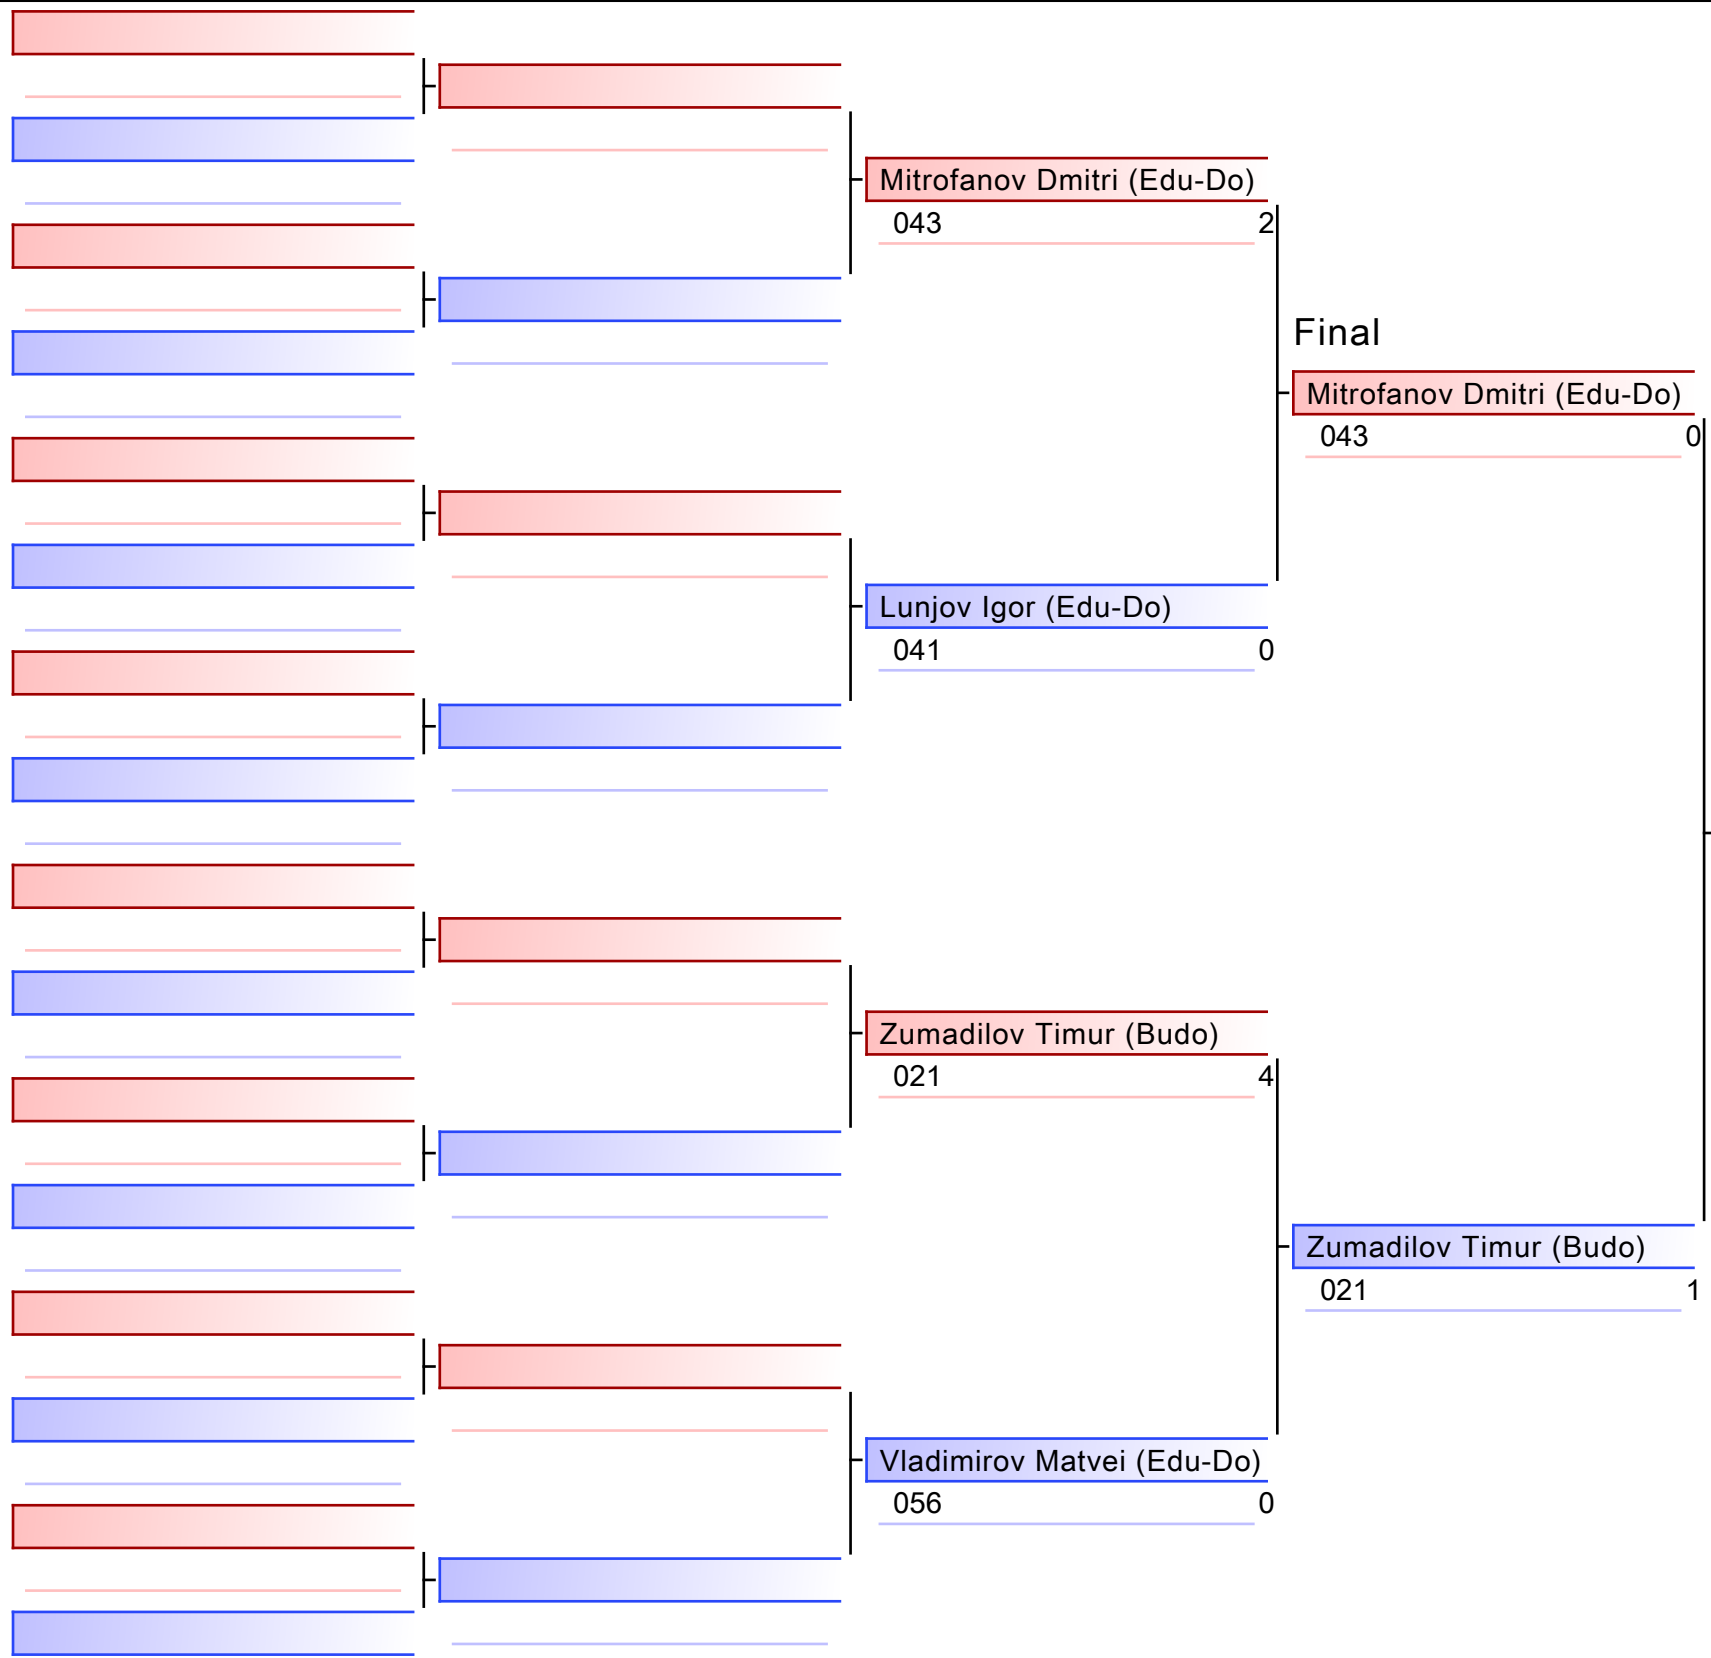 Mitrofanov Dmitri (Edu-Do)
043 2
Final
Mitrofanov Dmitri (Edu-Do)
043 0
Lunjov Igor (Edu-Do)
041 0
Zumadilov Timur (Budo)
021 4
Zumadilov Timur (Budo)
021 1
Vladimirov Matvei (Edu-Do)
056 0